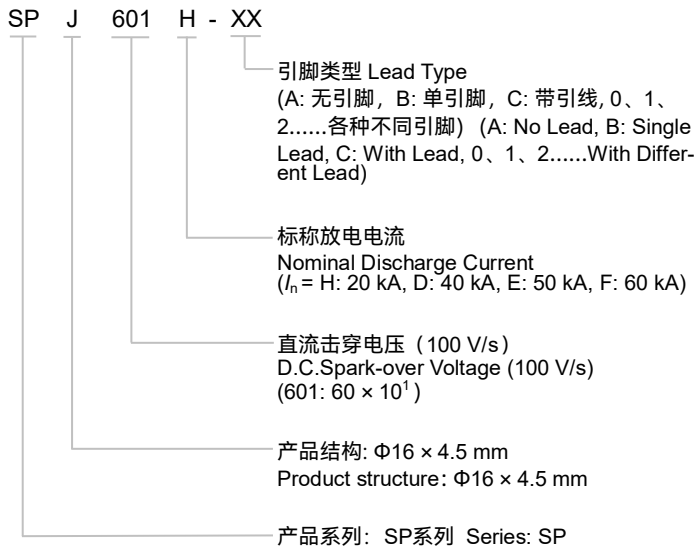 SP J 601 H - XX
引脚类型 Lead Type
(A: 无引脚，B: 单引脚，C: 带引线, 0、1、
2......各种不同引脚）(A: No Lead, B: Single
Lead, C: With Lead, 0、1、2......With Differ-
ent Lead)
标称放电电流
Nominal Discharge Current
(In = H: 20 kA, D: 40 kA, E: 50 kA, F: 60 kA)
直流击穿电压（100 V/s）
D.C.Spark-over Voltage (100 V/s)
(601: 60 × 10¹ )
产品结构: Φ16 × 4.5 mm
Product structure：Φ16 × 4.5 mm
产品系列：SP系列 Series: SP